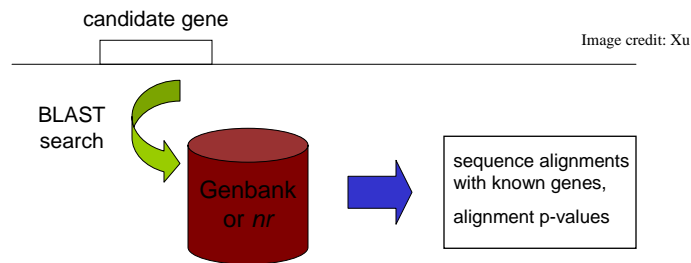 candidate gene
Image credit: Xu
BLAST
search
Genbank
or nr
sequence alignments
with known genes,
alignment p-values